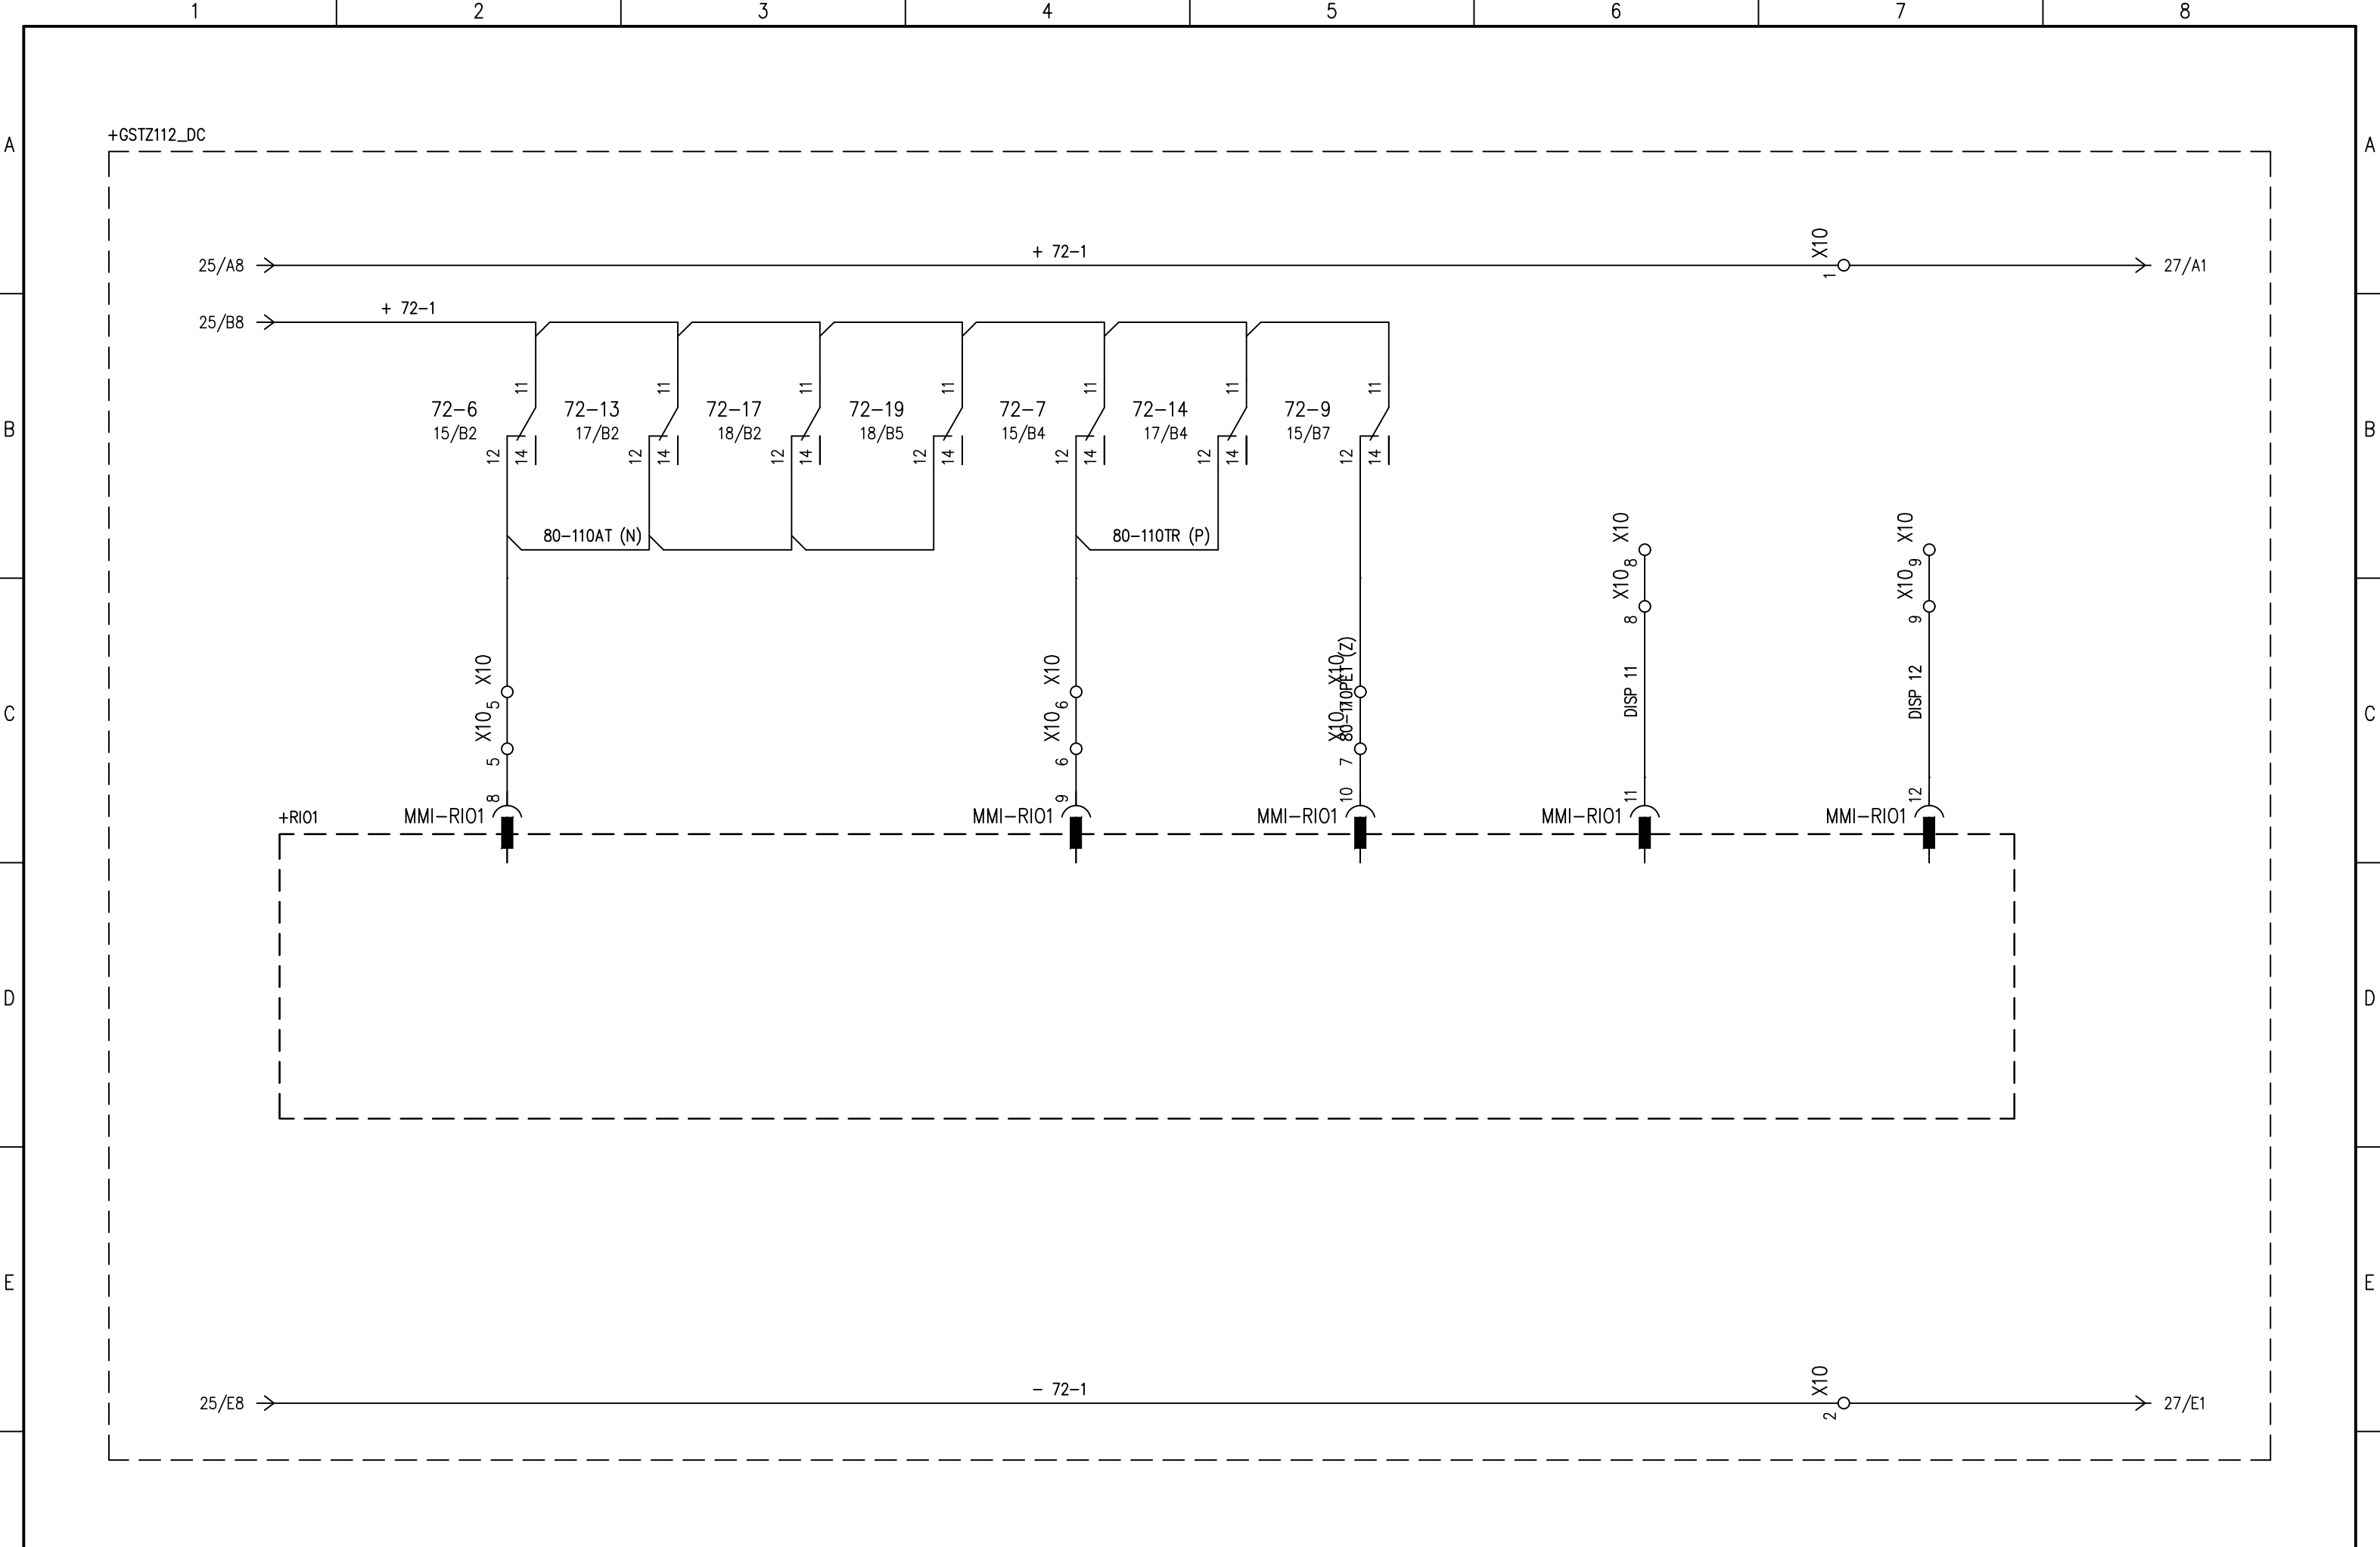 1 2 3 4 5 6 7 8
A A
+GSTZ112_DC
25/A8 + 72-1 X10 1 27/A1
25/B8 + 72-1
11 11 11 11 11 11 11
72-6 72-13 72-17 72-19 72-7 72-14 72-9
15/B2 17/B2 18/B2 18/B5 15/B4 17/B4 15/B7
B B
12 14 12 14 12 14 12 14 12 14 12 14 12 14
80-110AT (N) 80-110TR (P)
X10 8 X10 9
X10 8 X10 9
80-110PET (Z)
DISP 11 DISP 12
X10 5 X10 6 X10 7
C C
X10 5 X10 6 X10 7
8 9 10 11 12
+RIO1 MMI-RIO1 MMI-RIO1 MMI-RIO1 MMI-RIO1 MMI-RIO1
D D
E E
25/E8 - 72-1 X10 2 27/E1